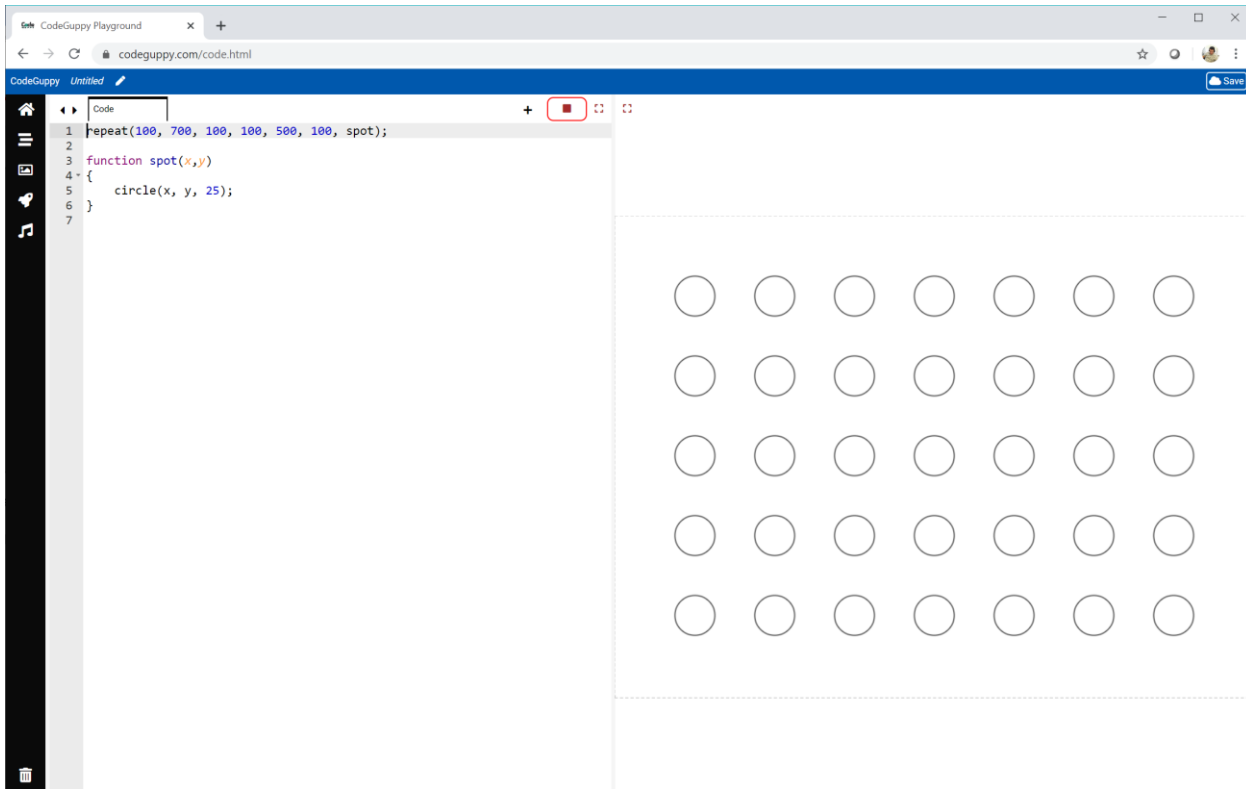 Code CodeGuppy Playground
codeguppy.com/code.html
CodeGuppy Untitled Save
Code
1 repeat(100, 700, 100, 100, 500, 100, spot);
2
3 function spot(x,y)
4 {
5     circle(x, y, 25);
6 }
7